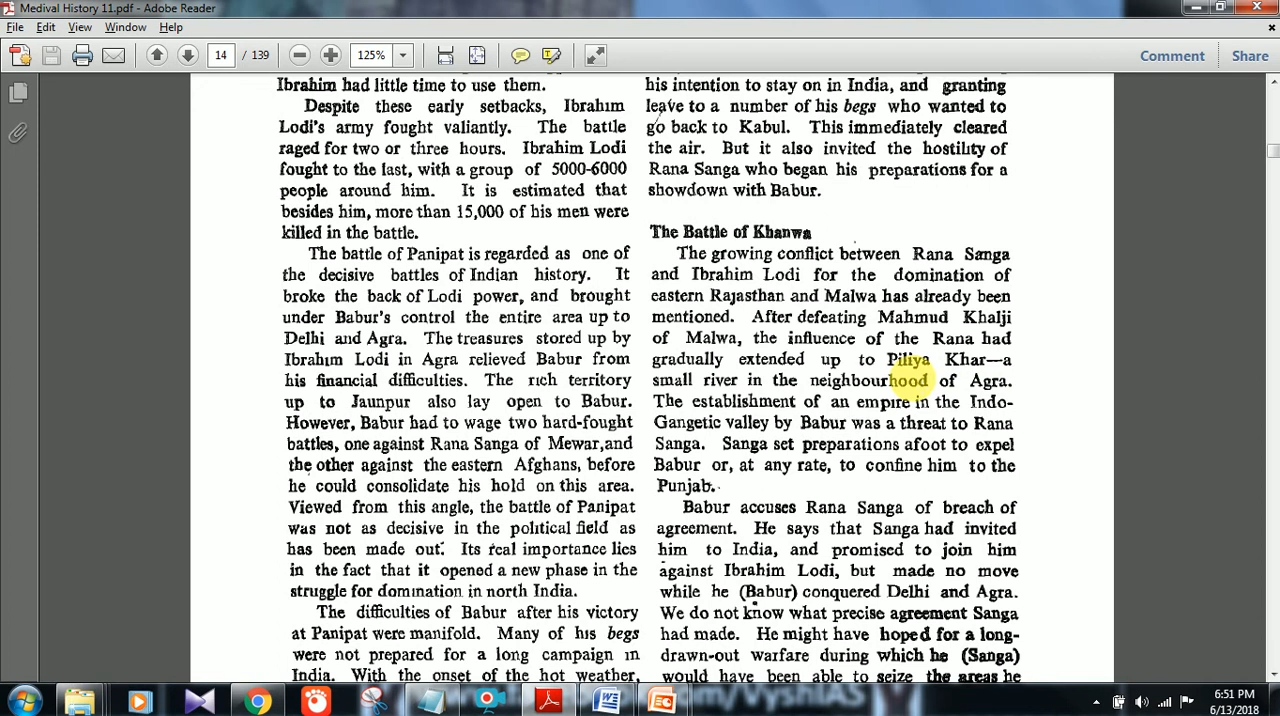 Medival History 11.pdf - Adobe Reader
File Edit View Window Help
14 / 139 125% Comment Share
Ibrahim had little time to use them.
Despite these early setbacks, Ibrahim
Lodi's army fought valiantly. The battle
raged for two or three hours. Ibrahim Lodi
fought to the last, with a group of 5000-6000
people around him. It is estimated that
besides him, more than 15,000 of his men were
killed in the battle.
The battle of Panipat is regarded as one of
the decisive battles of Indian history. It
broke the back of Lodi power, and brought
under Babur's control the entire area up to
Delhi and Agra. The treasures stored up by
Ibrahim Lodi in Agra relieved Babur from
his financial difficulties. The rich territory
up to Jaunpur also lay open to Babur.
However, Babur had to wage two hard-fought
battles, one against Rana Sanga of Mewar, and
the other against the eastern Afghans, before
he could consolidate his hold on this area.
Viewed from this angle, the battle of Panipat
was not as decisive in the political field as
has been made out. Its real importance lies
in the fact that it opened a new phase in the
struggle for domination in north India.
The difficulties of Babur after his victory
at Panipat were manifold. Many of his begs
were not prepared for a long campaign in
India. With the onset of the hot weather,
his intention to stay on in India, and granting
leave to a number of his begs who wanted to
go back to Kabul. This immediately cleared
the air. But it also invited the hostility of
Rana Sanga who began his preparations for a
showdown with Babur.
The Battle of Khanwa
The growing conflict between Rana Sanga
and Ibrahim Lodi for the domination of
eastern Rajasthan and Malwa has already been
mentioned. After defeating Mahmud Khalji
of Malwa, the influence of the Rana had
gradually extended up to Piliya Khar—a
small river in the neighbourhood of Agra.
The establishment of an empire in the Indo-
Gangetic valley by Babur was a threat to Rana
Sanga. Sanga set preparations afoot to expel
Babur or, at any rate, to confine him to the
Punjab.
Babur accuses Rana Sanga of breach of
agreement. He says that Sanga had invited
him to India, and promised to join him
against Ibrahim Lodi, but made no move
while he (Babur) conquered Delhi and Agra.
We do not know what precise agreement Sanga
had made. He might have hoped for a long-
drawn-out warfare during which he (Sanga)
would have been able to seize the areas he
6:51 PM
6/13/2018